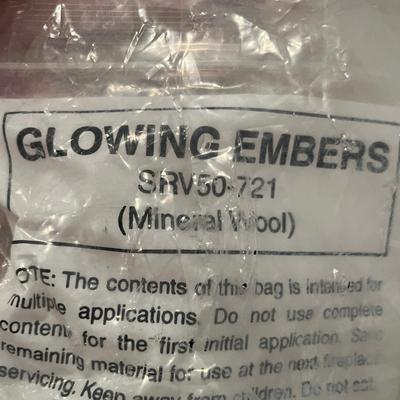 GLOWING EMBERS
SRV50-721
(Mineral Wool)
NOTE: The contents of this bag is intended for
multiple applications. Do not use complete
content for the first initial application. Save
remaining material for use at the next fireplace
servicing. Keep away from children. Do not eat.